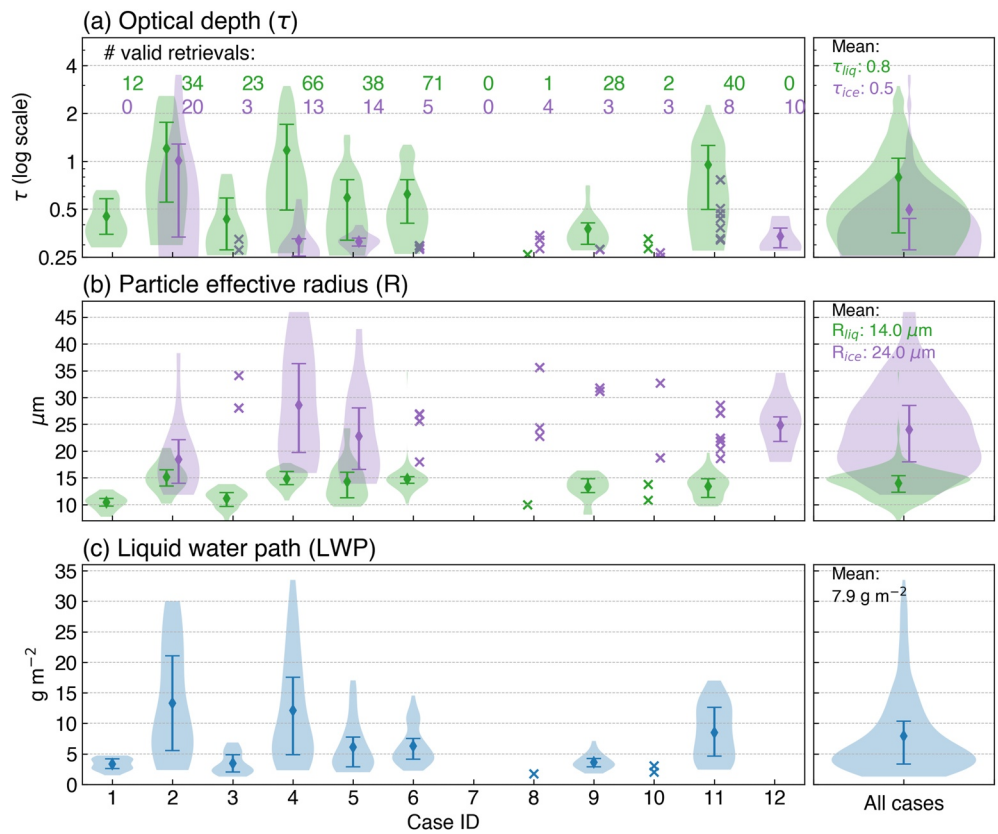 (a) Optical depth (τ)
# valid retrievals:
12 34 23 66 38 71 0 1 28 2 40 0
0 20 3 13 14 5 0 4 3 3 8 10
Mean:
τliq: 0.8
τice: 0.5
τ (log scale)
4
2
1
0.5
0.25
(b) Particle effective radius (R)
Mean:
Rliq: 14.0 μm
Rice: 24.0 μm
μm
45
40
35
30
25
20
15
10
(c) Liquid water path (LWP)
Mean:
7.9 g m−2
g m−2
35
30
25
20
15
10
5
0
1 2 3 4 5 6 7 8 9 10 11 12
Case ID
All cases